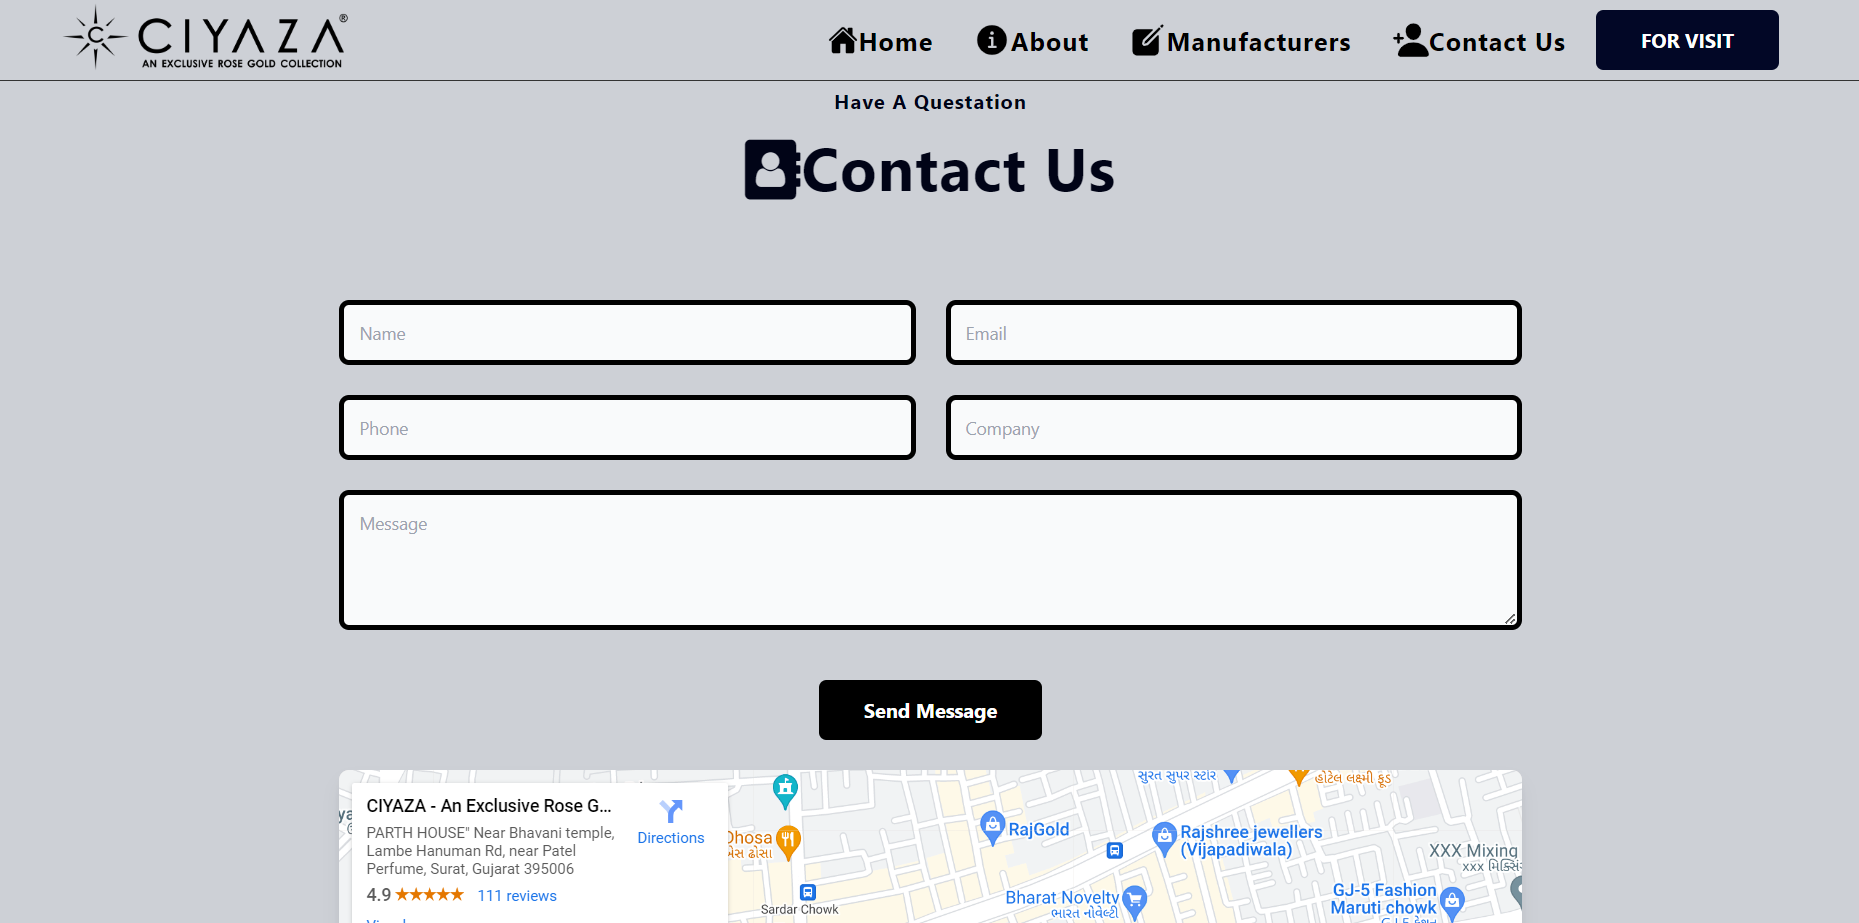 CIYAZA®
AN EXCLUSIVE ROSE GOLD COLLECTION
Home
About
Manufacturers
Contact Us
FOR VISIT
Have A Questation
Contact Us
Name
Email
Phone
Company
Message
Send Message
CIYAZA - An Exclusive Rose G...
Directions
PARTH HOUSE" Near Bhavani temple,
Lambe Hanuman Rd, near Patel
Perfume, Surat, Gujarat 395006
4.9
111 reviews
સુરત સુપર સ્ટોર
હોટેલ લક્ષ્મી ફૂડ
Dhosa
RajGold
Rajshree jewellers
(Vijapadiwala)
XXX Mixing
Sardar Chowk
Bharat Novelty
ભારત નોવેલ્ટી
GJ-5 Fashion
Maruti chowk